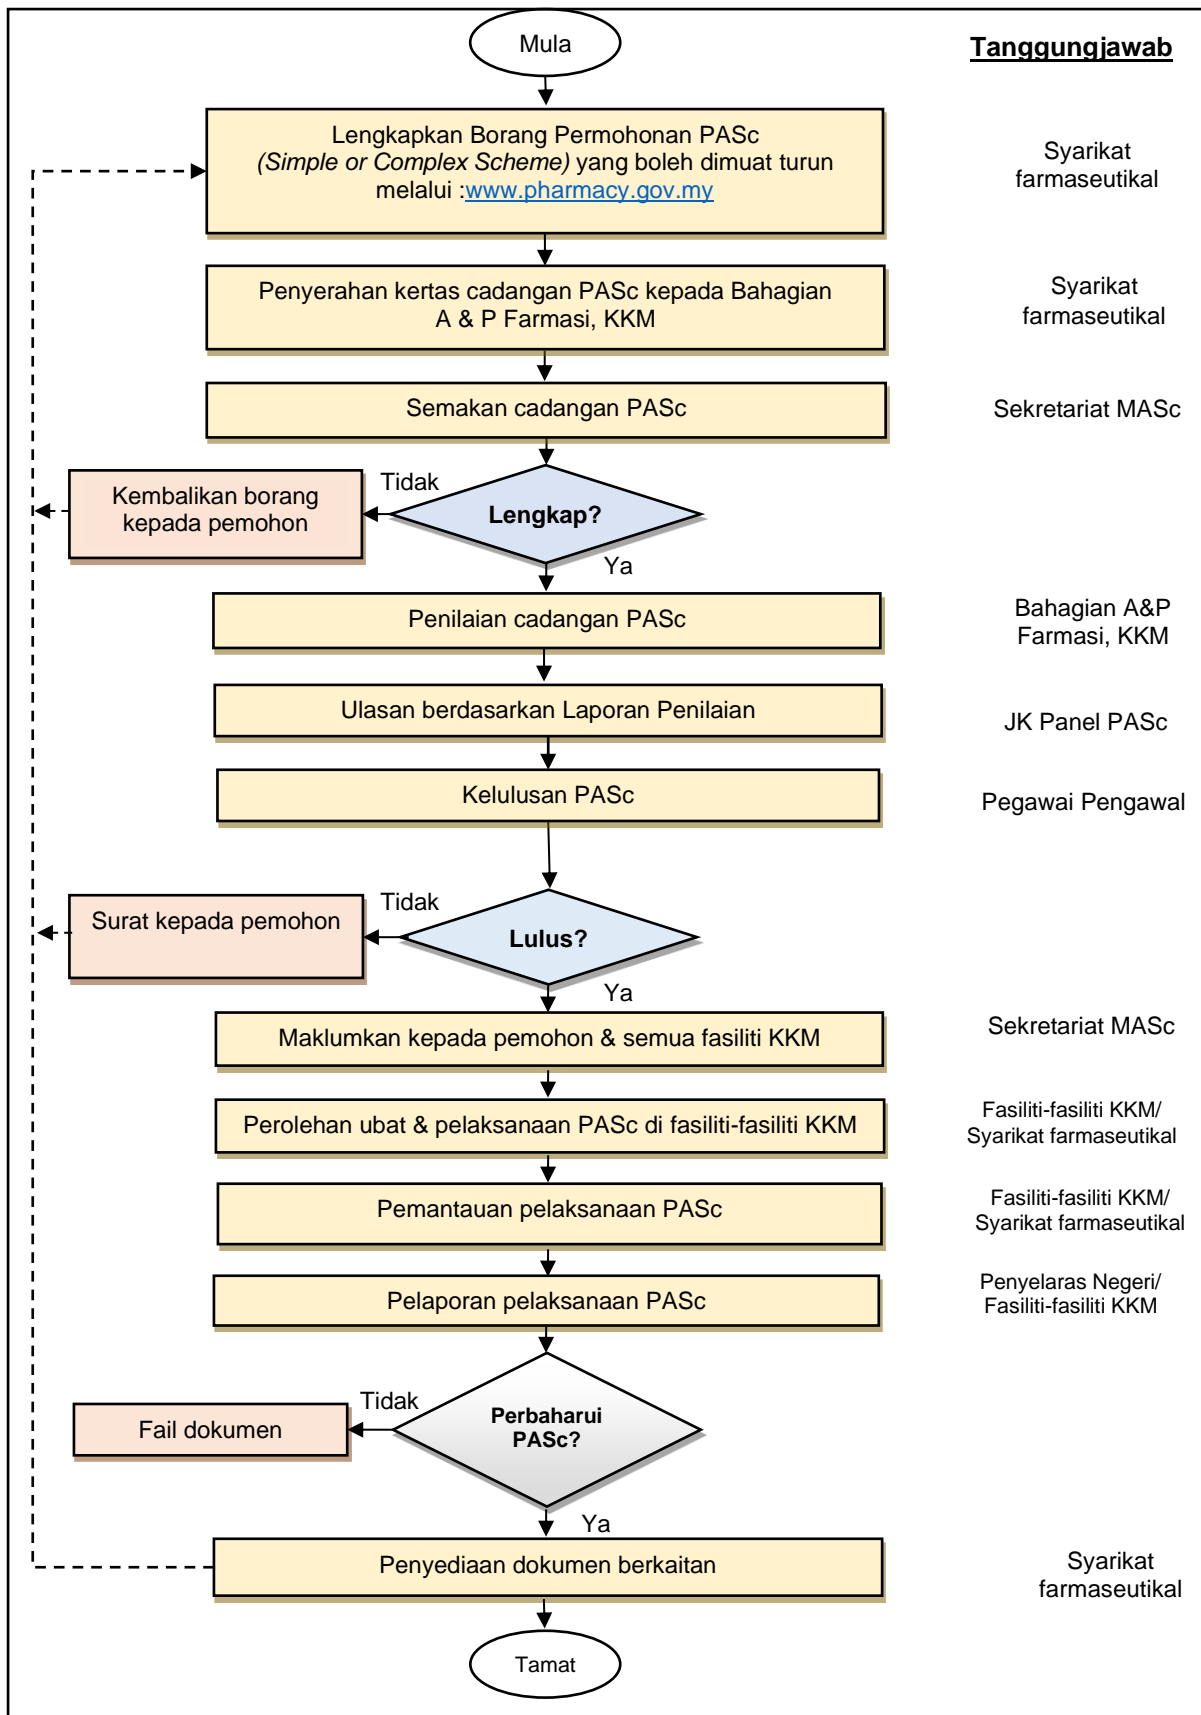 Mula
Tanggungjawab
Lengkapkan Borang Permohonan PASc
(Simple or Complex Scheme) yang boleh dimuat turun
melalui :www.pharmacy.gov.my
Syarikat
farmaseutikal
Penyerahan kertas cadangan PASc kepada Bahagian
A & P Farmasi, KKM
Syarikat
farmaseutikal
Semakan cadangan PASc
Sekretariat MASc
Kembalikan borang
kepada pemohon
Tidak
Lengkap?
Ya
Penilaian cadangan PASc
Bahagian A&P
Farmasi, KKM
Ulasan berdasarkan Laporan Penilaian
JK Panel PASc
Kelulusan PASc
Pegawai Pengawal
Surat kepada pemohon
Tidak
Lulus?
Ya
Maklumkan kepada pemohon & semua fasiliti KKM
Sekretariat MASc
Perolehan ubat & pelaksanaan PASc di fasiliti-fasiliti KKM
Fasiliti-fasiliti KKM/
Syarikat farmaseutikal
Pemantauan pelaksanaan PASc
Fasiliti-fasiliti KKM/
Syarikat farmaseutikal
Pelaporan pelaksanaan PASc
Penyelaras Negeri/
Fasiliti-fasiliti KKM
Fail dokumen
Tidak
Perbaharui
PASc?
Ya
Penyediaan dokumen berkaitan
Syarikat
farmaseutikal
Tamat